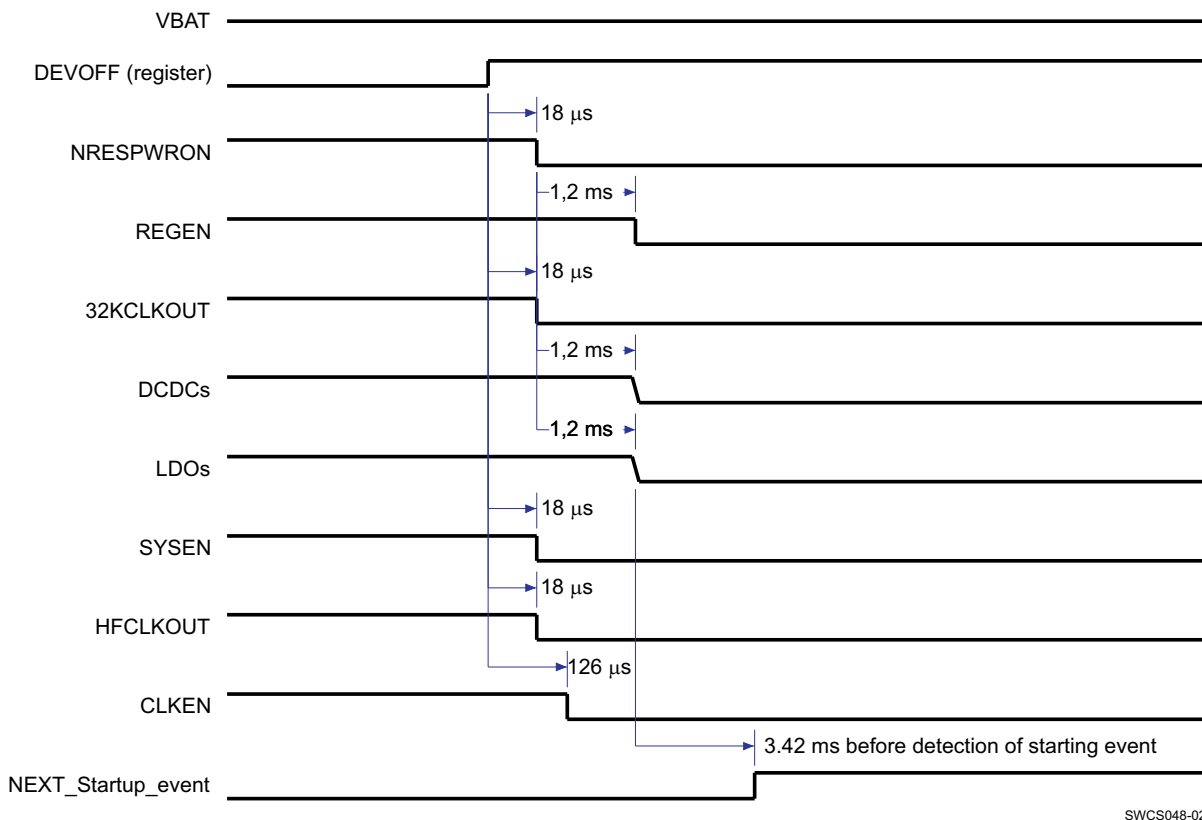 VBAT
DEVOFF (register)
18 μs
NRESPWRON
1,2 ms
REGEN
18 μs
32KCLKOUT
1,2 ms
DCDCs
1,2 ms
LDOs
18 μs
SYSEN
18 μs
HFCLKOUT
126 μs
CLKEN
3.42 ms before detection of starting event
NEXT_Startup_event